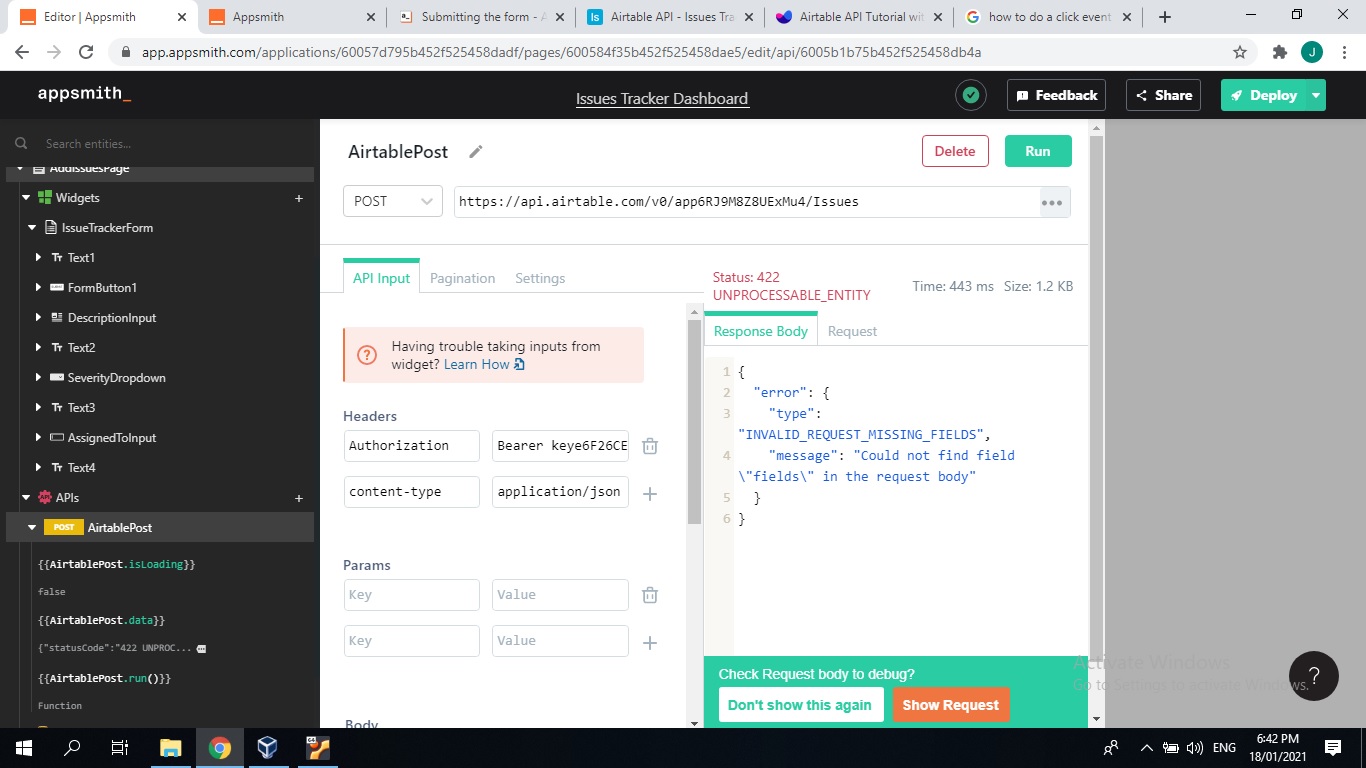 Editor | Appsmith
Appsmith
Submitting the form - A
Airtable API - Issues Tra
Airtable API Tutorial wit
how to do a click event
app.appsmith.com/applications/60057d795b452f525458dadf/pages/600584f35b452f525458dae5/edit/api/6005b1b75b452f525458db4a
J
appsmith_
Issues Tracker Dashboard
Feedback
Share
Deploy
Search entities...
AddIssuesPage
Widgets
IssueTrackerForm
Text1
FormButton1
DescriptionInput
Text2
SeverityDropdown
Text3
AssignedToInput
Text4
APIs
POST AirtablePost
{{AirtablePost.isLoading}}
false
{{AirtablePost.data}}
{"statusCode":"422 UNPROC...
{{AirtablePost.run()}}
Function
AirtablePost
Delete
Run
POST
https://api.airtable.com/v0/app6RJ9M8Z8UExMu4/Issues
API Input
Pagination
Settings
Having trouble taking inputs from
widget? Learn How
Headers
Authorization
Bearer keye6F26CE
content-type
application/json
Params
Key
Value
Key
Value
Body
Status: 422
UNPROCESSABLE_ENTITY
Time: 443 ms Size: 1.2 KB
Response Body
Request
1 {
2 "error": {
3 "type":
"INVALID_REQUEST_MISSING_FIELDS",
4 "message": "Could not find field
\"fields\" in the request body"
5 }
6 }
Check Request body to debug?
Don't show this again
Show Request
Activate Windows
Go to Settings to activate Windows.
?
ENG
6:42 PM
18/01/2021